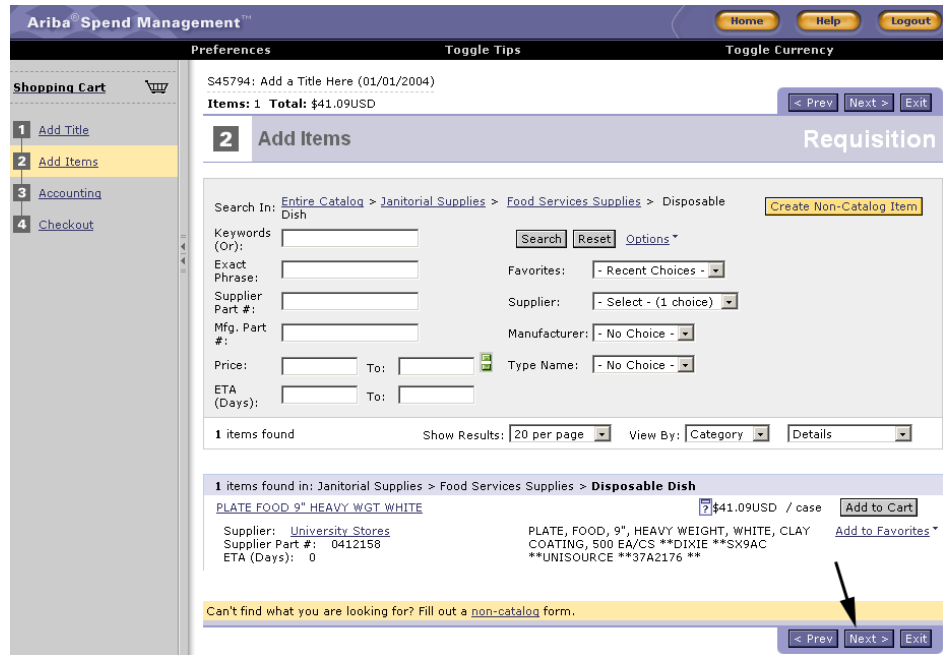 Ariba®Spend Management™
Home Help Logout
Preferences Toggle Tips Toggle Currency
Shopping Cart
S45794: Add a Title Here (01/01/2004)
Items: 1 Total: $41.09USD
< Prev Next > Exit
1 Add Title
2 Add Items
3 Accounting
4 Checkout
2 Add Items Requisition
Search In: Entire Catalog > Janitorial Supplies > Food Services Supplies > Disposable
Dish
Create Non-Catalog Item
Keywords
(Or):
Search Reset Options
Exact
Phrase:
Favorites: - Recent Choices -
Supplier
Part #:
Supplier: - Select - (1 choice)
Mfg. Part
#:
Manufacturer: - No Choice -
Price: To:
Type Name: - No Choice -
ETA
(Days):
To:
1 items found Show Results: 20 per page View By: Category Details
1 items found in: Janitorial Supplies > Food Services Supplies > Disposable Dish
PLATE FOOD 9" HEAVY WGT WHITE ? $41.09USD / case Add to Cart
Supplier: University Stores
Supplier Part #: 0412158
ETA (Days): 0
PLATE, FOOD, 9", HEAVY WEIGHT, WHITE, CLAY
COATING, 500 EA/CS **DIXIE **SX9AC
**UNISOURCE **37A2176 **
Add to Favorites
Can't find what you are looking for? Fill out a non-catalog form.
< Prev Next > Exit